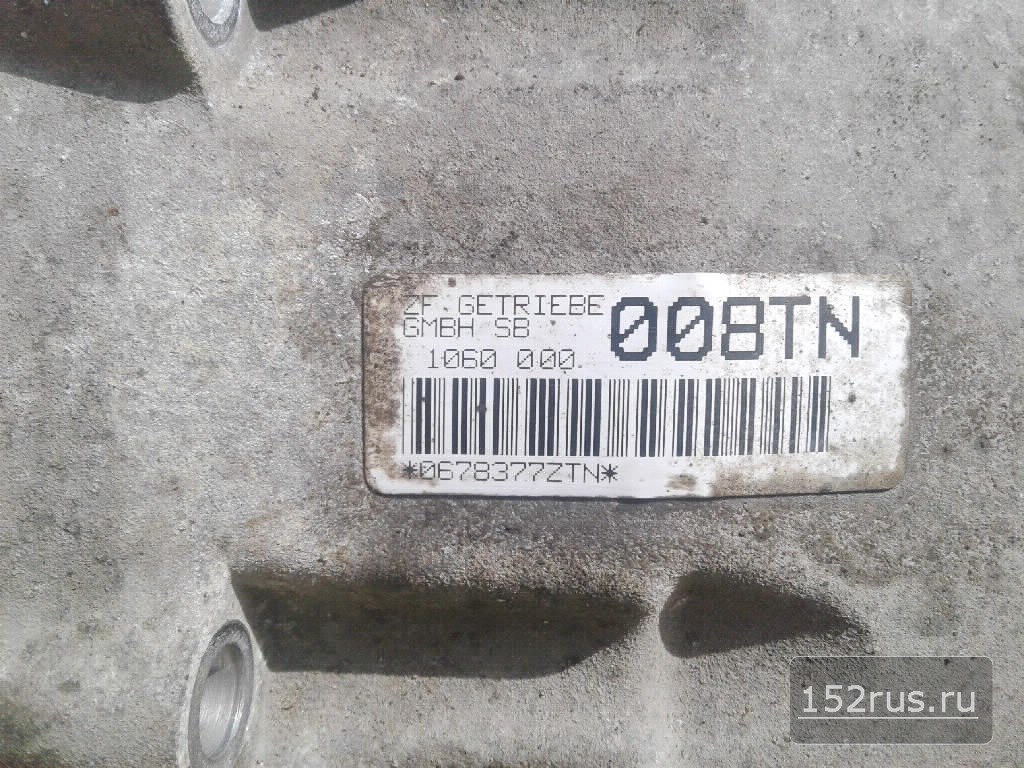 ZF GETRIEBE
GMBH SB
008TN
1060 000
*0678377ZTN*
152rus.ru